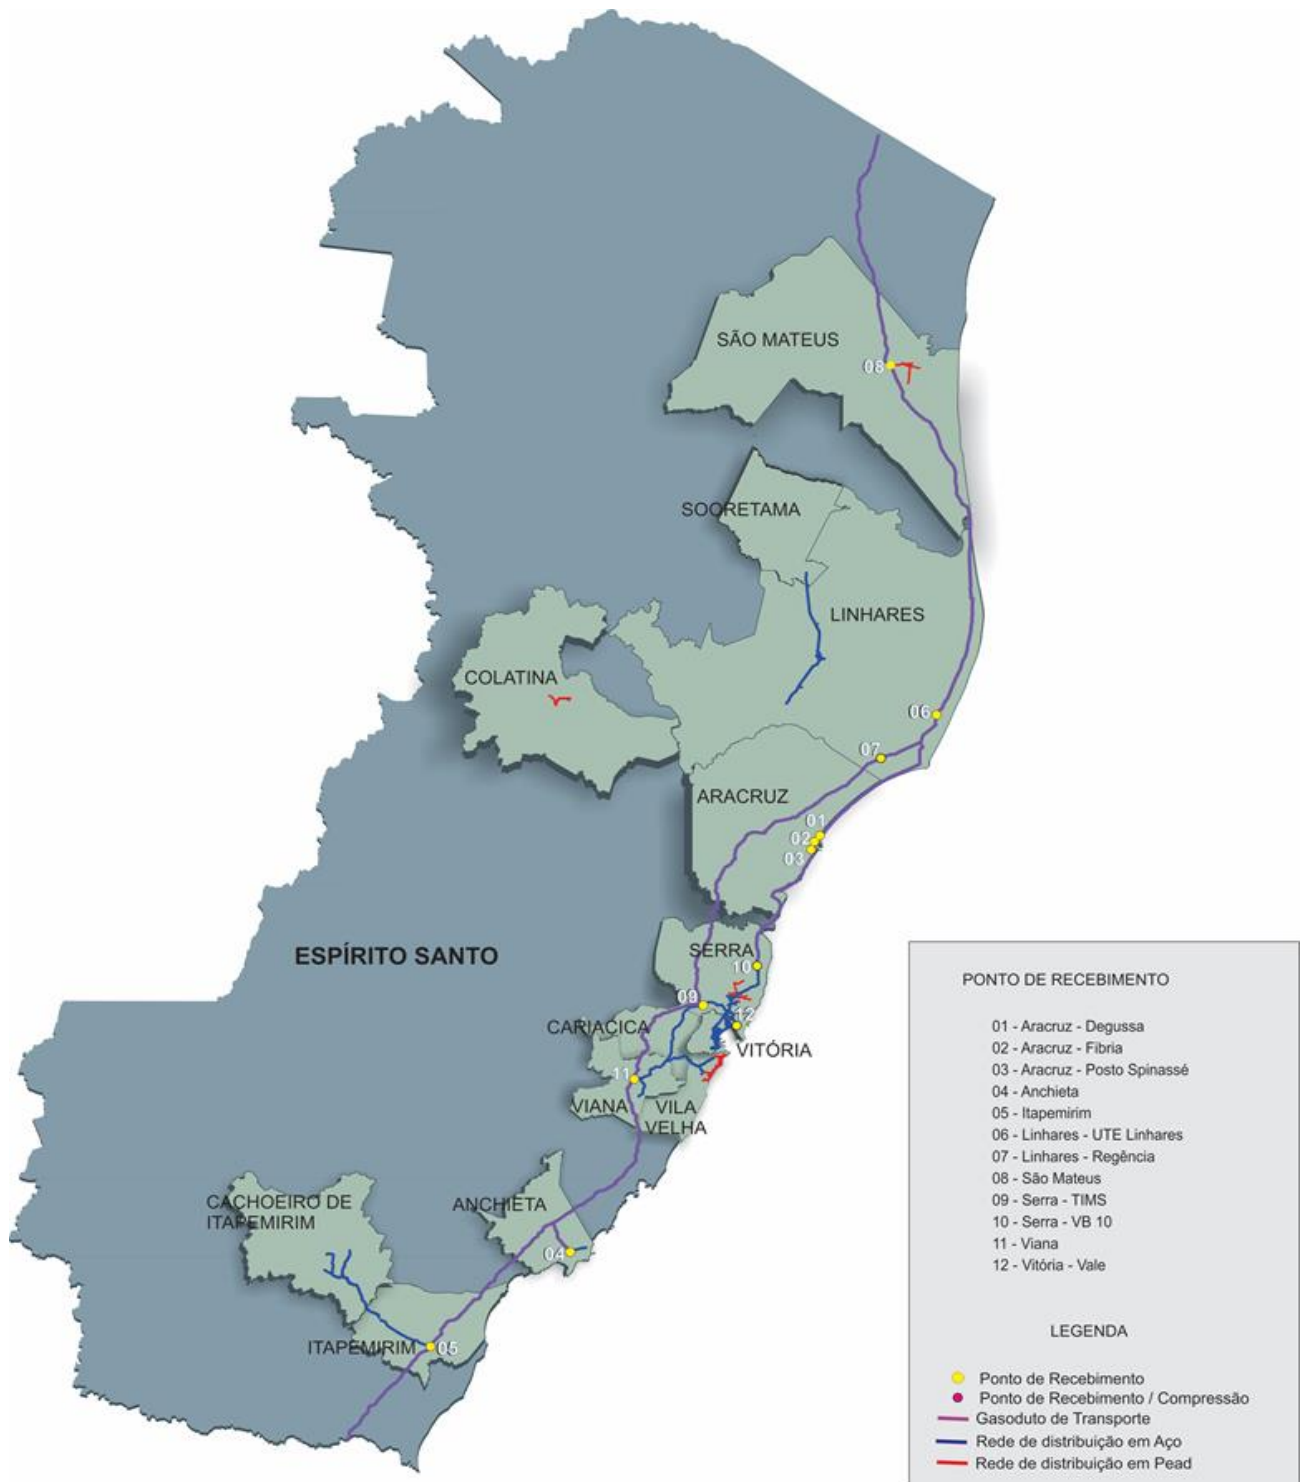 SÃO MATEUS
08
SOORETAMA
LINHARES
COLATINA
06
07
ARACRUZ
01
02
03
ESPÍRITO SANTO
SERRA
10
09
12
CARIACICA
VITÓRIA
11
VIANA
VILA
VELHA
CACHOEIRO DE
ITAPEMIRIM
ANCHIETA
04
ITAPEMIRIM
05
PONTO DE RECEBIMENTO
01 - Aracruz - Degussa
02 - Aracruz - Fibria
03 - Aracruz - Posto Spinassé
04 - Anchieta
05 - Itapemirim
06 - Linhares - UTE Linhares
07 - Linhares - Regência
08 - São Mateus
09 - Serra - TIMS
10 - Serra - VB 10
11 - Viana
12 - Vitória - Vale
LEGENDA
Ponto de Recebimento
Ponto de Recebimento / Compressão
Gasoduto de Transporte
Rede de distribuição em Aço
Rede de distribuição em Pead